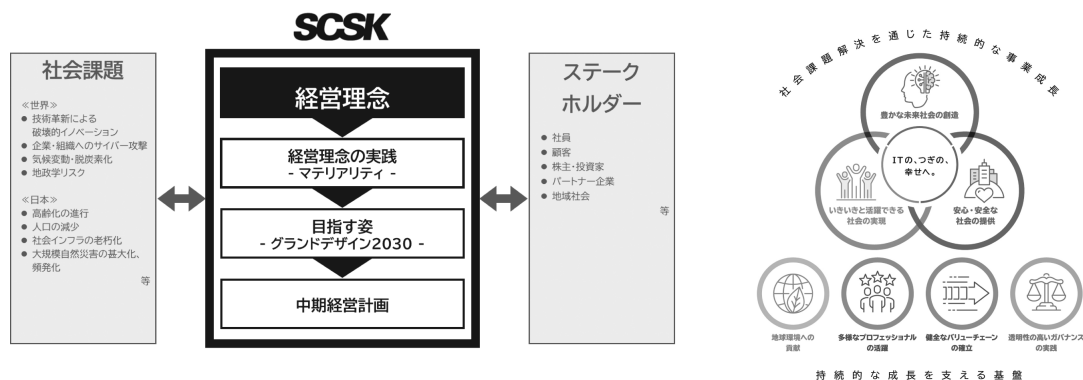 SCSK
社会課題
≪世界≫
● 技術革新による
破壊的イノベーション
● 企業・組織へのサイバー攻撃
● 気候変動・脱炭素化
● 地政学リスク
≪日本≫
● 高齢化の進行
● 人口の減少
● 社会インフラの老朽化
● 大規模自然災害の甚大化、
頻発化
等
経営理念
経営理念の実践
- マテリアリティ -
目指す姿
- グランドデザイン2030 -
中期経営計画
ステーク
ホルダー
● 社員
● 顧客
● 株主・投資家
● パートナー企業
● 地域社会
等
社会課題解決を通じた持続的な事業成長
豊かな未来社会の創造
ITの、つぎの、
幸せへ。
いきいきと活躍できる
社会の実現
安心・安全な
社会の提供
地球環境への
貢献
多様なプロフェッショナル
の活躍
健全なバリューチェーン
の確立
透明性の高いガバナンス
の実践
持続的な成長を支える基盤